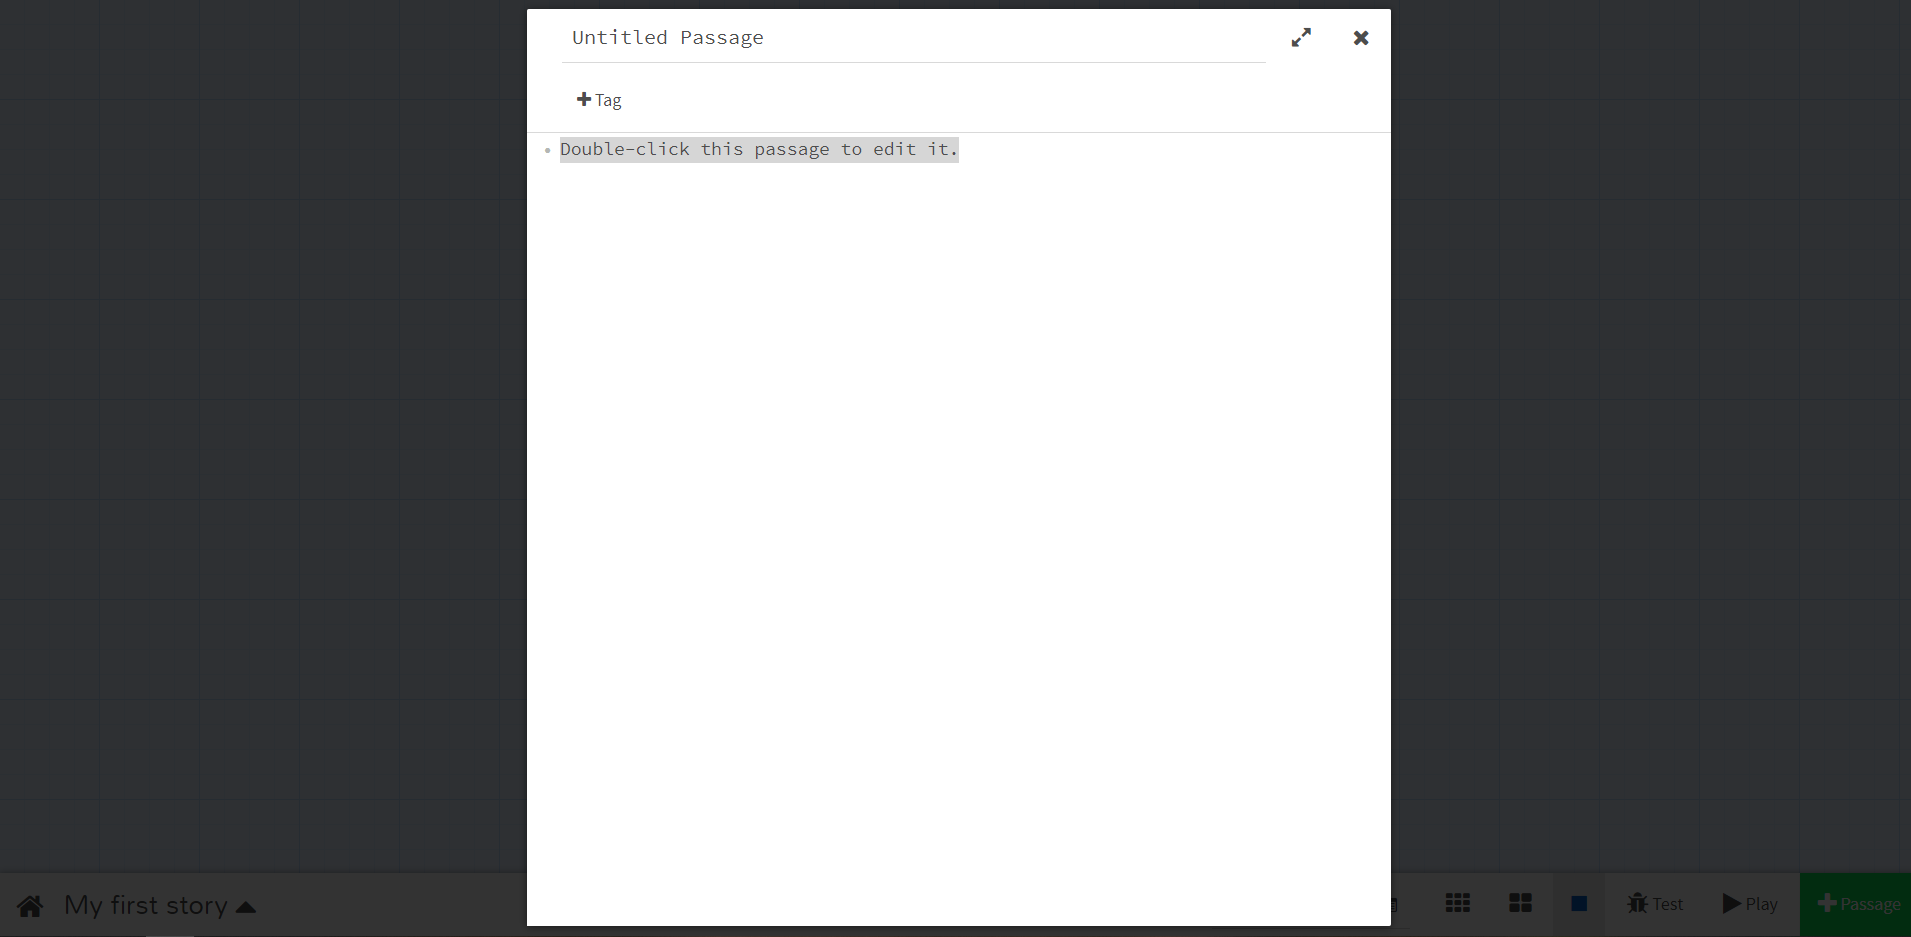 Untitled Passage
Tag
Double-click this passage to edit it.
My first story
Test
Play
Passage